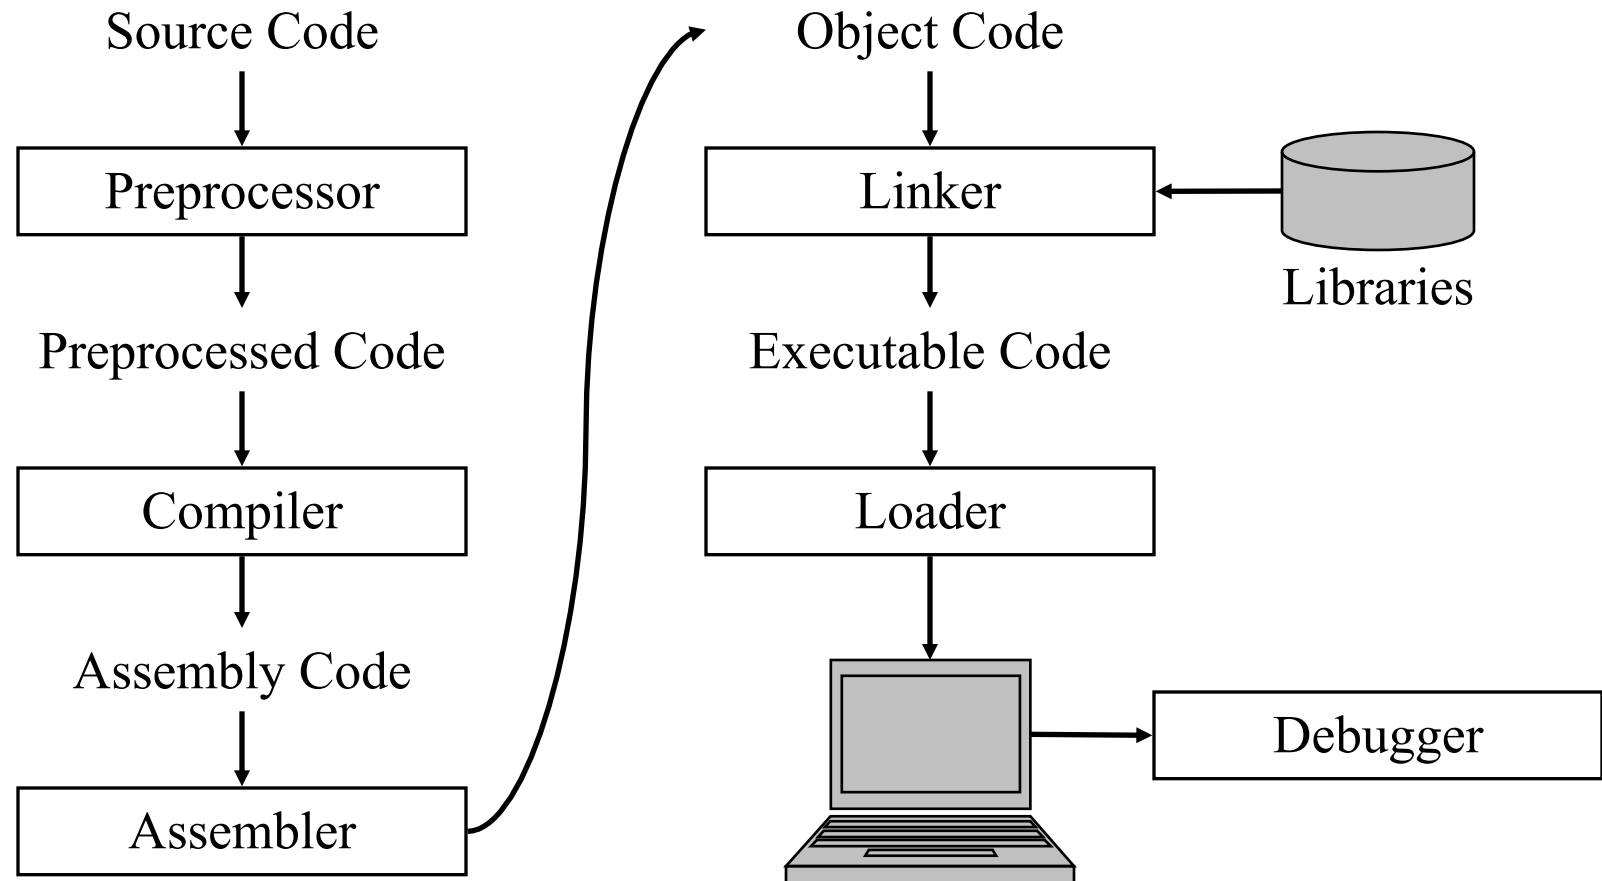 Source Code
Preprocessor
Preprocessed Code
Compiler
Assembly Code
Assembler
Object Code
Linker
Libraries
Executable Code
Loader
Debugger